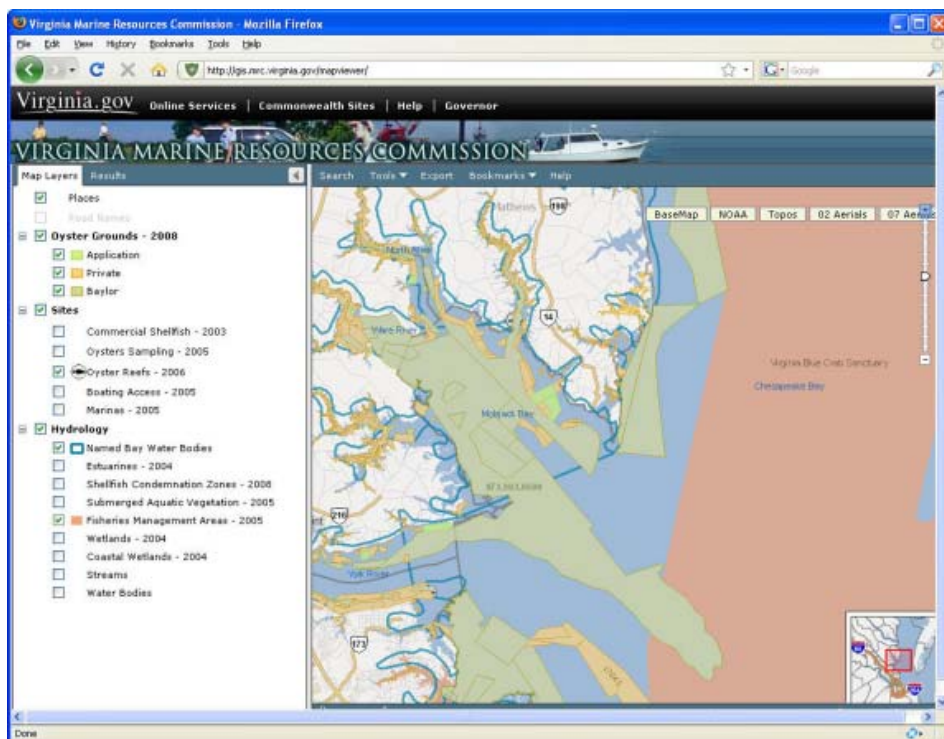 Virginia Marine Resources Commission - Mozilla Firefox
File Edit View History Bookmarks Tools Help
http://gis.mrc.virginia.gov/mapviewer/
Google
Virginia.gov Online Services | Commonwealth Sites | Help | Governor
VIRGINIA MARINE RESOURCES COMMISSION
Map Layers Results
Search Tools Export Bookmarks Help
Places
Road Names
Oyster Grounds - 2008
Application
Private
Baylor
Sites
Commercial Shellfish - 2003
Oysters Sampling - 2005
Oyster Reefs - 2006
Boating Access - 2005
Marinas - 2005
Hydrology
Named Bay Water Bodies
Estuarines - 2004
Shellfish Condemnation Zones - 2008
Submerged Aquatic Vegetation - 2005
Fisheries Management Areas - 2005
Wetlands - 2004
Coastal Wetlands - 2004
Streams
Water Bodies
BaseMap NOAA Topos 02 Aerials 07
Mathews
198
North River
14
Ware River
Virginia Blue Crab Sanctuary
Chesapeake Bay
Mobjack Bay
216
York River
173
Done